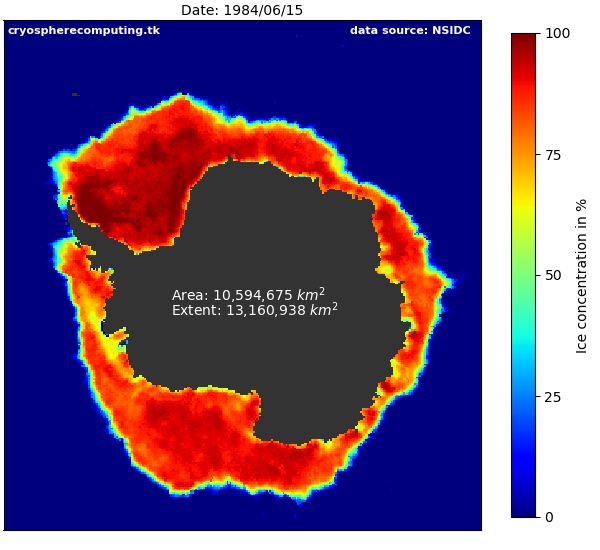 Date: 1984/06/15
cryospherecomputing.tk
data source: NSIDC
100
75
50
25
0
Ice concentration in %
Area: 10,594,675 km²
Extent: 13,160,938 km²